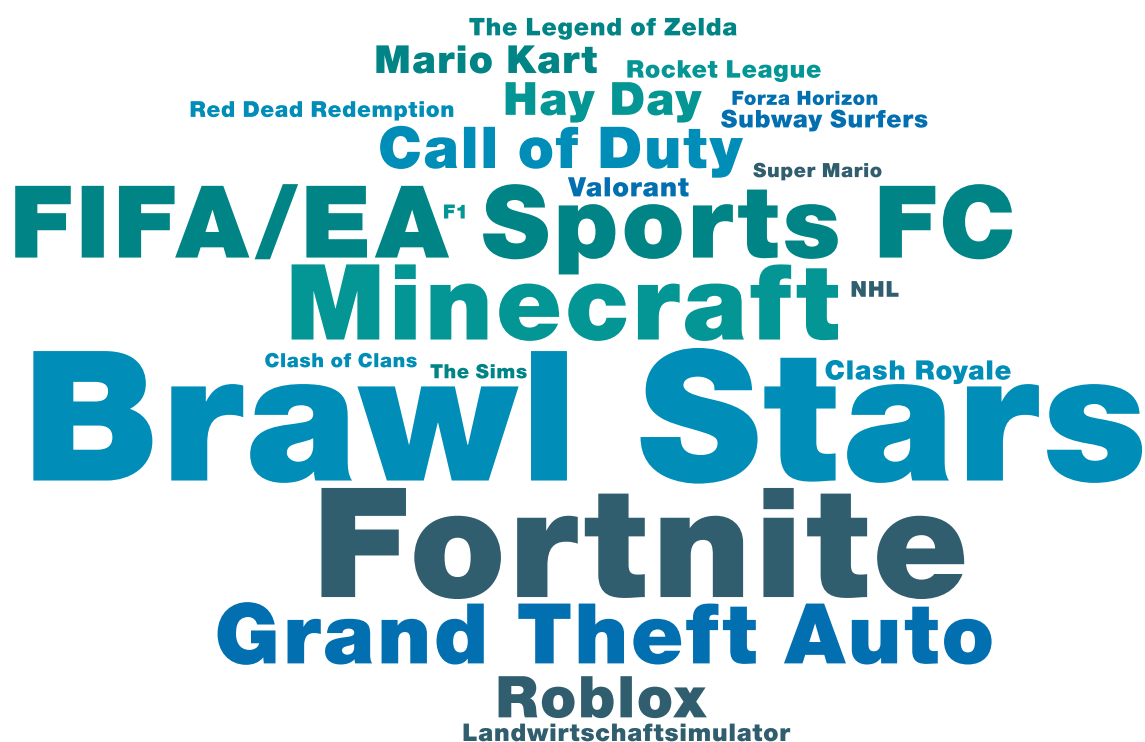 The Legend of Zelda
Mario Kart
Rocket League
Hay Day
Forza Horizon
Red Dead Redemption
Subway Surfers
Call of Duty
Super Mario
Valorant
FIFA/EA Sports FC
F1
Minecraft
NHL
Clash of Clans
The Sims
Clash Royale
Brawl Stars
Fortnite
Grand Theft Auto
Roblox
Landwirtschaftsimulator